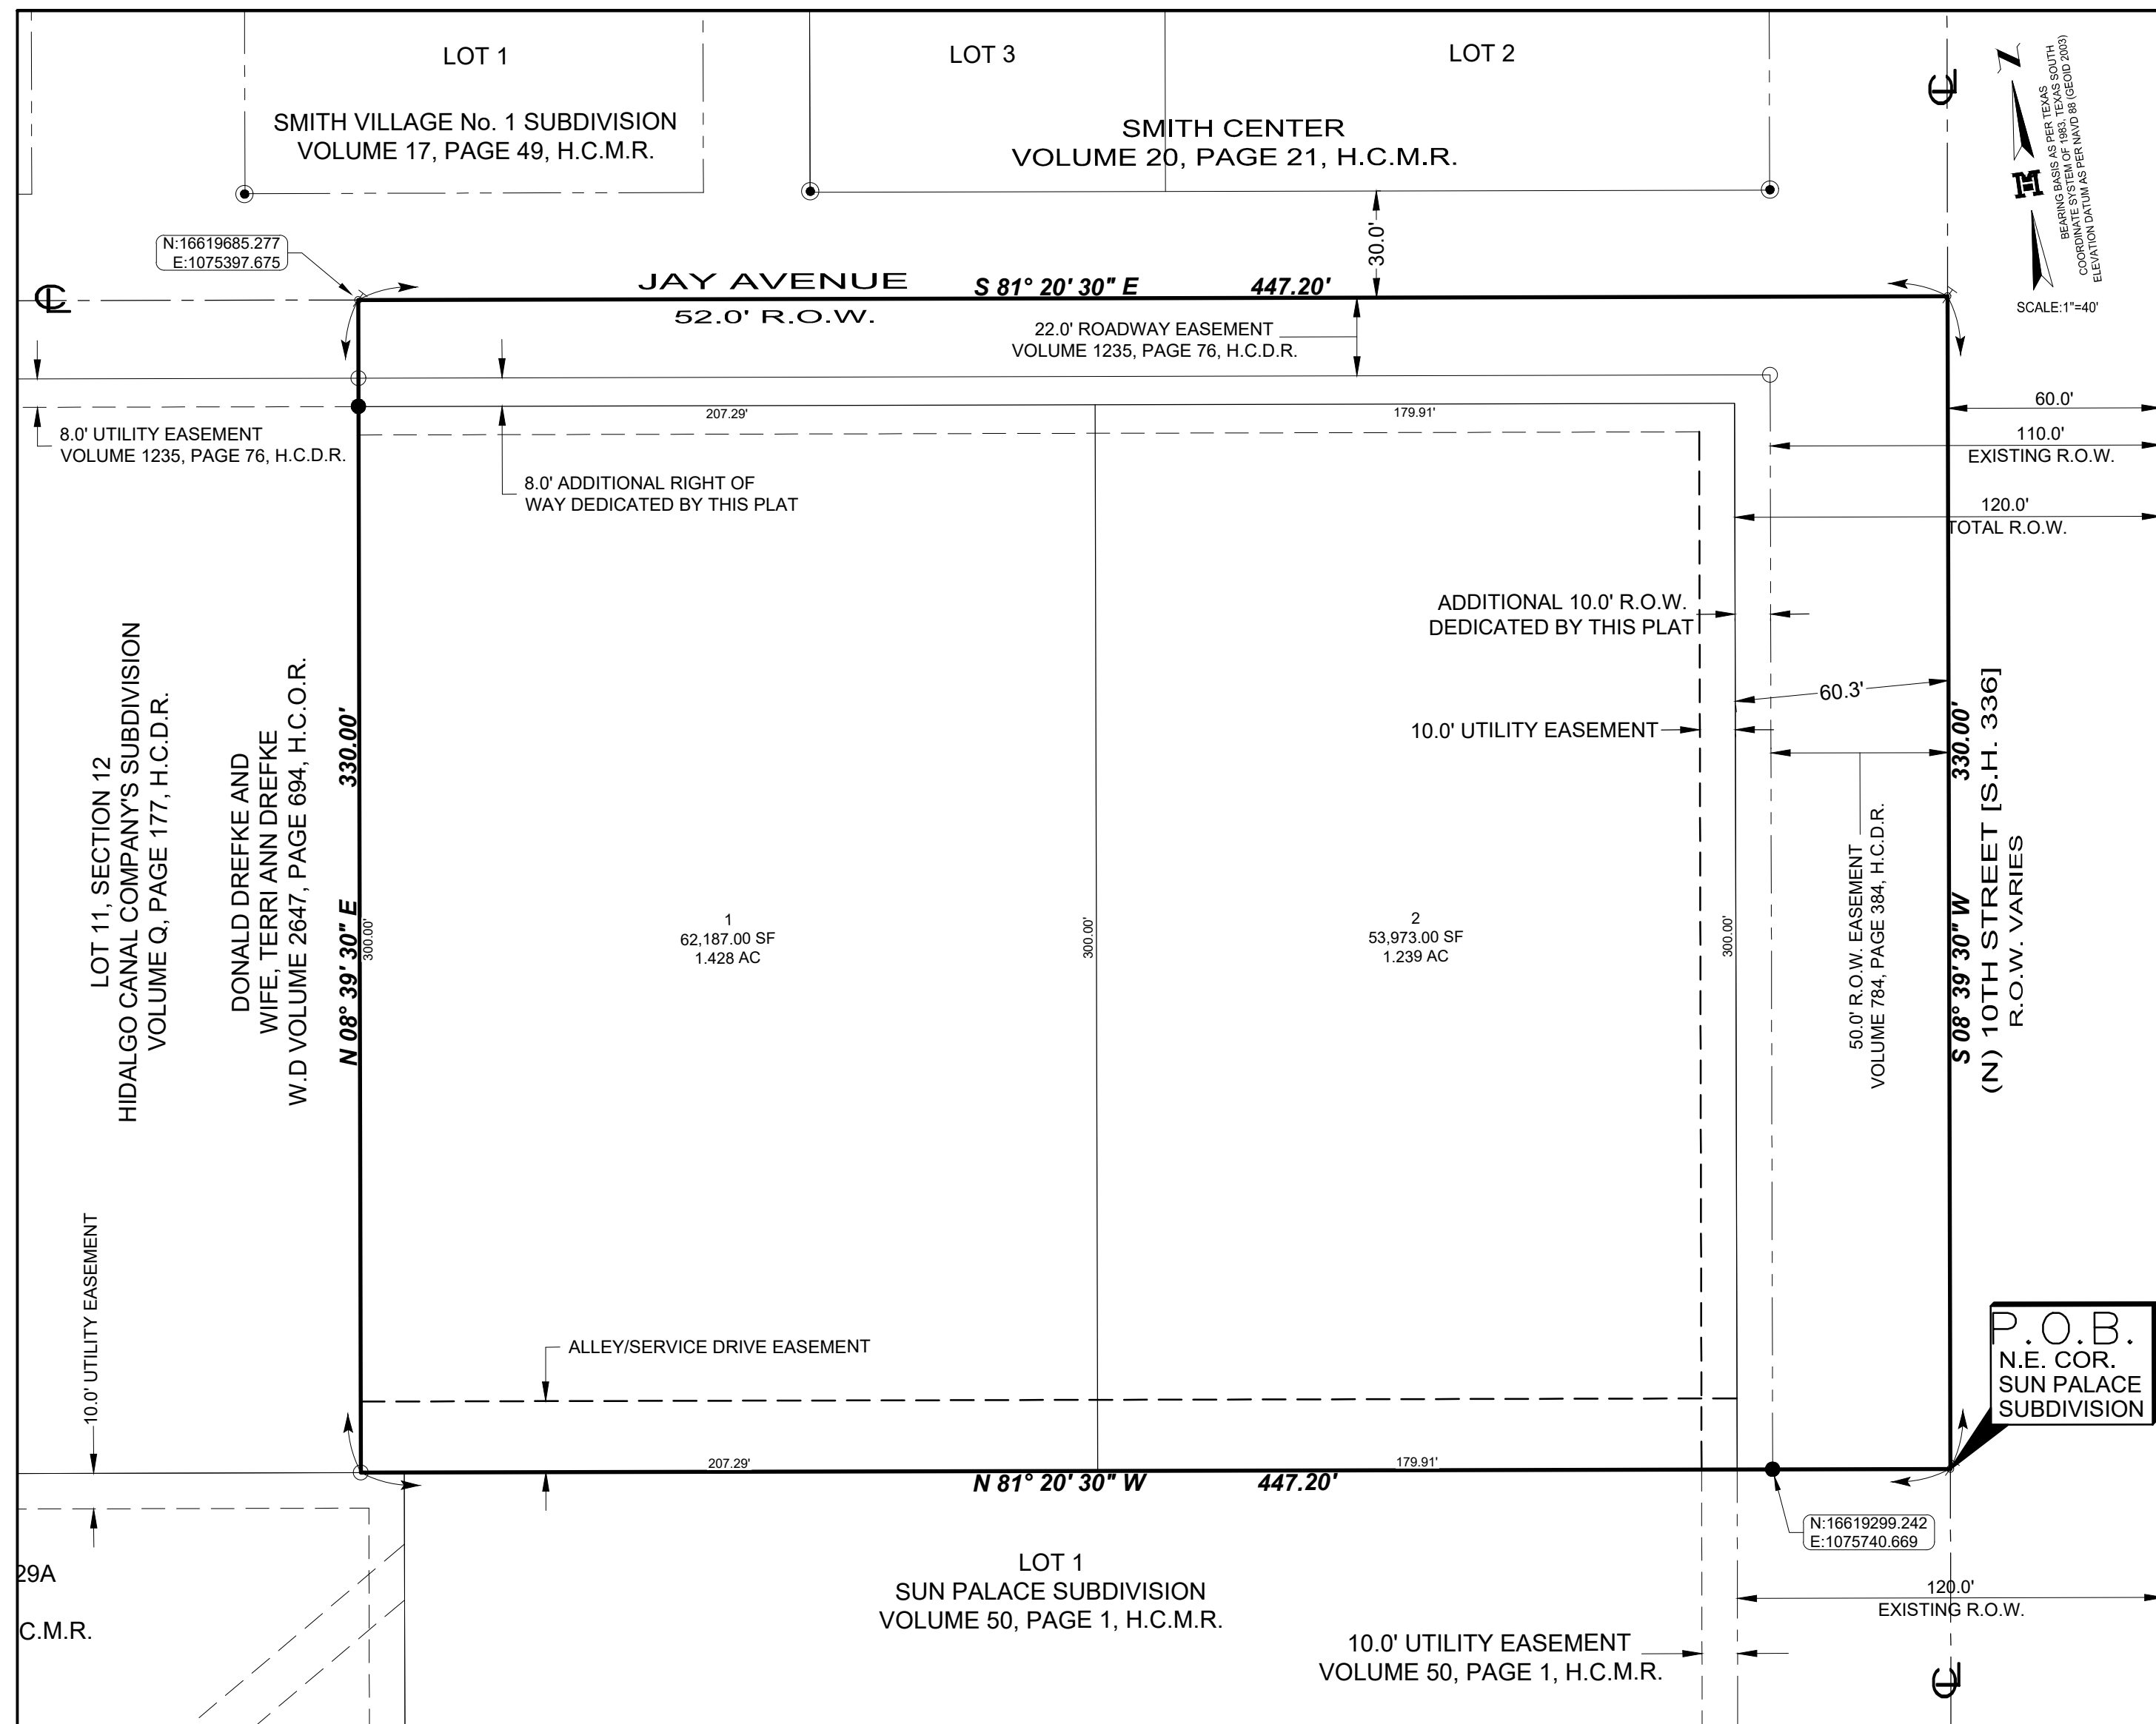 LOT 1
SMITH VILLAGE No. 1 SUBDIVISION
VOLUME 17, PAGE 49, H.C.M.R.
LOT 3
LOT 2
SMITH CENTER
VOLUME 20, PAGE 21, H.C.M.R.
℄
BEARING BASIS AS PER TEXAS
COORDINATE SYSTEM OF 1983, TEXAS SOUTH
ELEVATION DATUM AS PER NAVD 88 (GEOID 2003)
SCALE:1"=40'
N:16619685.277
E:1075397.675
30.0'
℄
JAY AVENUE
52.0' R.O.W.
S 81° 20' 30" E
447.20'
22.0' ROADWAY EASEMENT
VOLUME 1235, PAGE 76, H.C.D.R.
8.0' UTILITY EASEMENT
VOLUME 1235, PAGE 76, H.C.D.R.
207.29'
179.91'
60.0'
110.0'
EXISTING R.O.W.
8.0' ADDITIONAL RIGHT OF
WAY DEDICATED BY THIS PLAT
120.0'
TOTAL R.O.W.
ADDITIONAL 10.0' R.O.W.
DEDICATED BY THIS PLAT
60.3'
10.0' UTILITY EASEMENT
LOT 11, SECTION 12
HIDALGO CANAL COMPANY'S SUBDIVISION
VOLUME Q, PAGE 177, H.C.D.R.
DONALD DREFKE AND
WIFE, TERRI ANN DREFKE
W.D VOLUME 2647, PAGE 694, H.C.O.R.
N 08° 39' 30" E
330.00'
300.00'
1
62,187.00 SF
1.428 AC
300.00'
2
53,973.00 SF
1.239 AC
300.00'
50.0' R.O.W. EASEMENT
VOLUME 784, PAGE 384, H.C.D.R.
S 08° 39' 30" W
330.00'
(N) 10TH STREET [S.H. 336]
R.O.W. VARIES
10.0' UTILITY EASEMENT
ALLEY/SERVICE DRIVE EASEMENT
P.O.B.
N.E. COR.
SUN PALACE
SUBDIVISION
207.29'
N 81° 20' 30" W
447.20'
179.91'
N:16619299.242
E:1075740.669
29A
C.M.R.
LOT 1
SUN PALACE SUBDIVISION
VOLUME 50, PAGE 1, H.C.M.R.
120.0'
EXISTING R.O.W.
10.0' UTILITY EASEMENT
VOLUME 50, PAGE 1, H.C.M.R.
℄